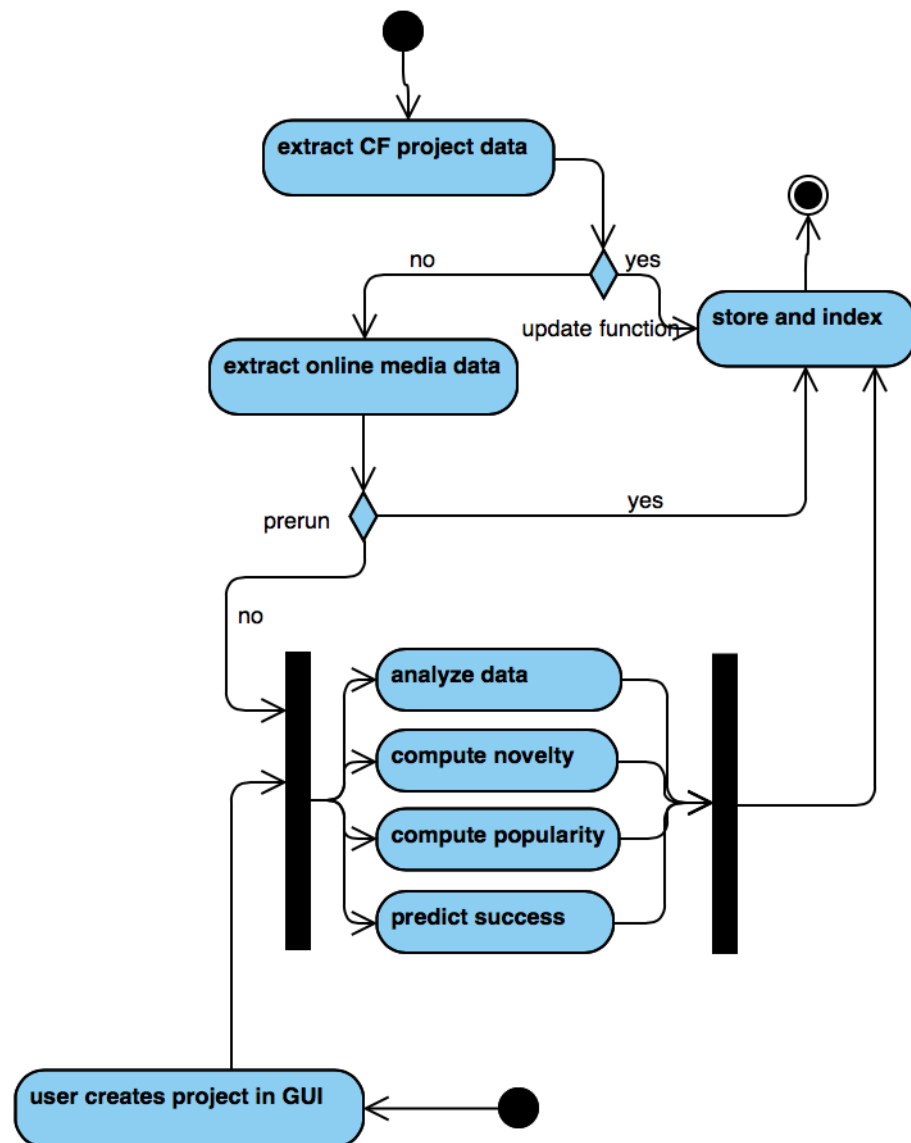 extract CF project data
no
yes
update function
store and index
extract online media data
prerun
yes
no
analyze data
compute novelty
compute popularity
predict success
user creates project in GUI